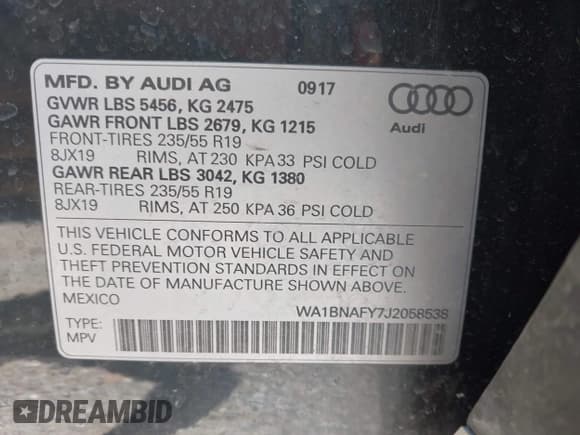 MFD. BY AUDI AG 0917
GVWR LBS 5456, KG 2475
GAWR FRONT LBS 2679, KG 1215
FRONT-TIRES 235/55 R19
8JX19 RIMS, AT 230 KPA 33 PSI COLD
GAWR REAR LBS 3042, KG 1380
REAR-TIRES 235/55 R19
8JX19 RIMS, AT 250 KPA 36 PSI COLD
Audi
THIS VEHICLE CONFORMS TO ALL APPLICABLE
U.S. FEDERAL MOTOR VEHICLE SAFETY AND
THEFT PREVENTION STANDARDS IN EFFECT ON
THE DATE OF MANUFACTURE SHOWN ABOVE.
MEXICO
WA1BNAFY7J2058538
TYPE:
MPV
DREAMBID